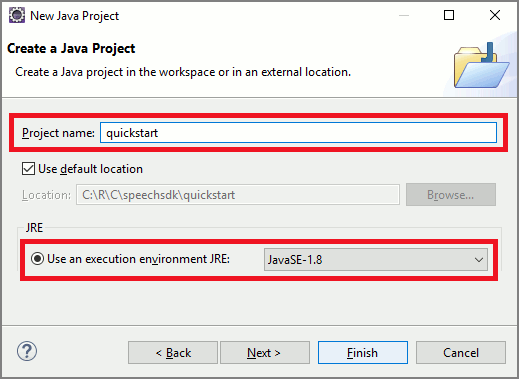 New Java Project
Create a Java Project
Create a Java project in the workspace or in an external location.
Project name: quickstart
Use default location
Location: C:\R\C\speechsdk\quickstart Browse...
JRE
Use an execution environment JRE: JavaSE-1.8
? < Back Next > Finish Cancel